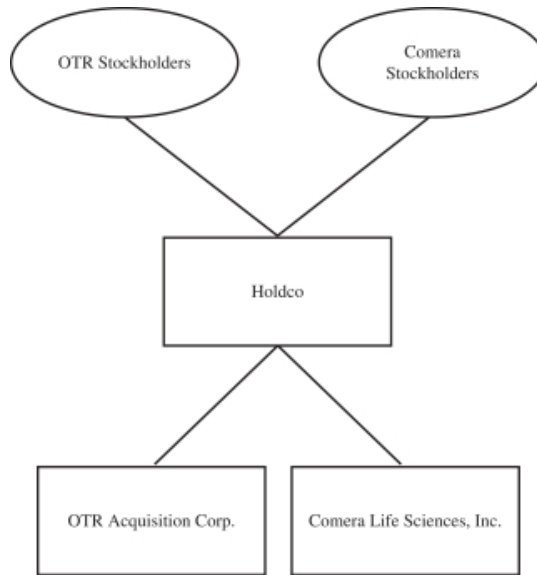 OTR Stockholders
Comera
Stockholders
Holdco
OTR Acquisition Corp.
Comera Life Sciences, Inc.